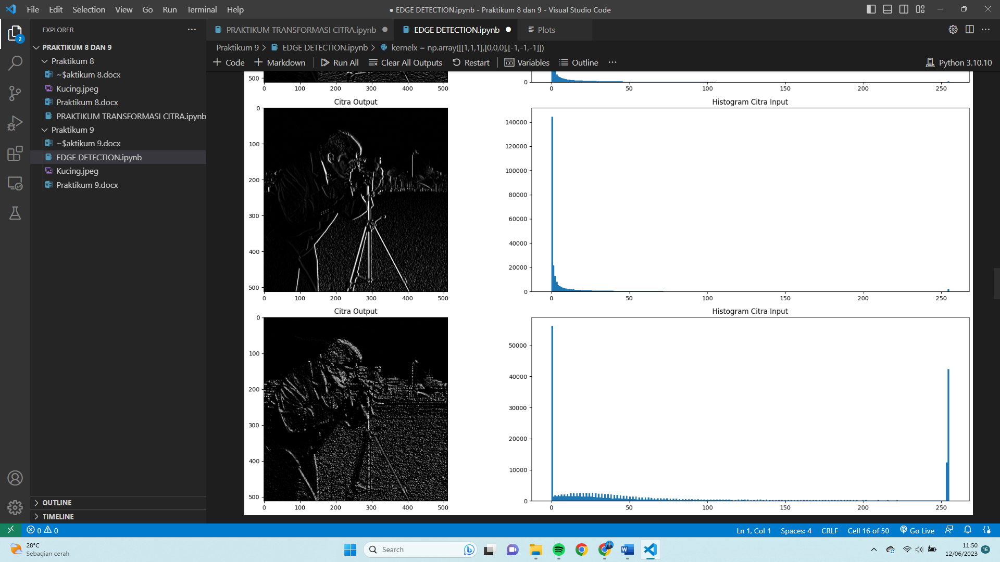 File Edit Selection View Go Run Terminal Help
● EDGE DETECTION.ipynb - Praktikum 8 dan 9 - Visual Studio Code
EXPLORER
PRAKTIKUM TRANSFORMASI CITRA.ipynb
EDGE DETECTION.ipynb
Plots
PRAKTIKUM 8 DAN 9
Praktikum 8
~$aktikum 8.docx
Kucing.jpeg
Praktikum 8.docx
PRAKTIKUM TRANSFORMASI CITRA.ipynb
Praktikum 9
~$aktikum 9.docx
EDGE DETECTION.ipynb
Kucing.jpeg
Praktikum 9.docx
OUTLINE
TIMELINE
2
Praktikum 9 > EDGE DETECTION.ipynb > kernelx = np.array([[1,1,1],[0,0,0],[-1,-1,-1]])
+ Code + Markdown Run All Clear All Outputs Restart Variables Outline ··· Python 3.10.10
500
0 100 200 300 400 500
0
0 50 100 150 200 250
Citra Output
0
100
200
300
400
500
0 100 200 300 400 500
Histogram Citra Input
140000
120000
100000
80000
60000
40000
20000
0
0 50 100 150 200 250
Citra Output
0
100
200
300
400
500
0 100 200 300 400 500
Histogram Citra Input
50000
40000
30000
20000
10000
0
0 50 100 150 200 250
0 0
Ln 1, Col 1 Spaces: 4 CRLF Cell 16 of 50 Go Live
28°C
Sebagian cerah
Search
11:50
12/06/2023
16